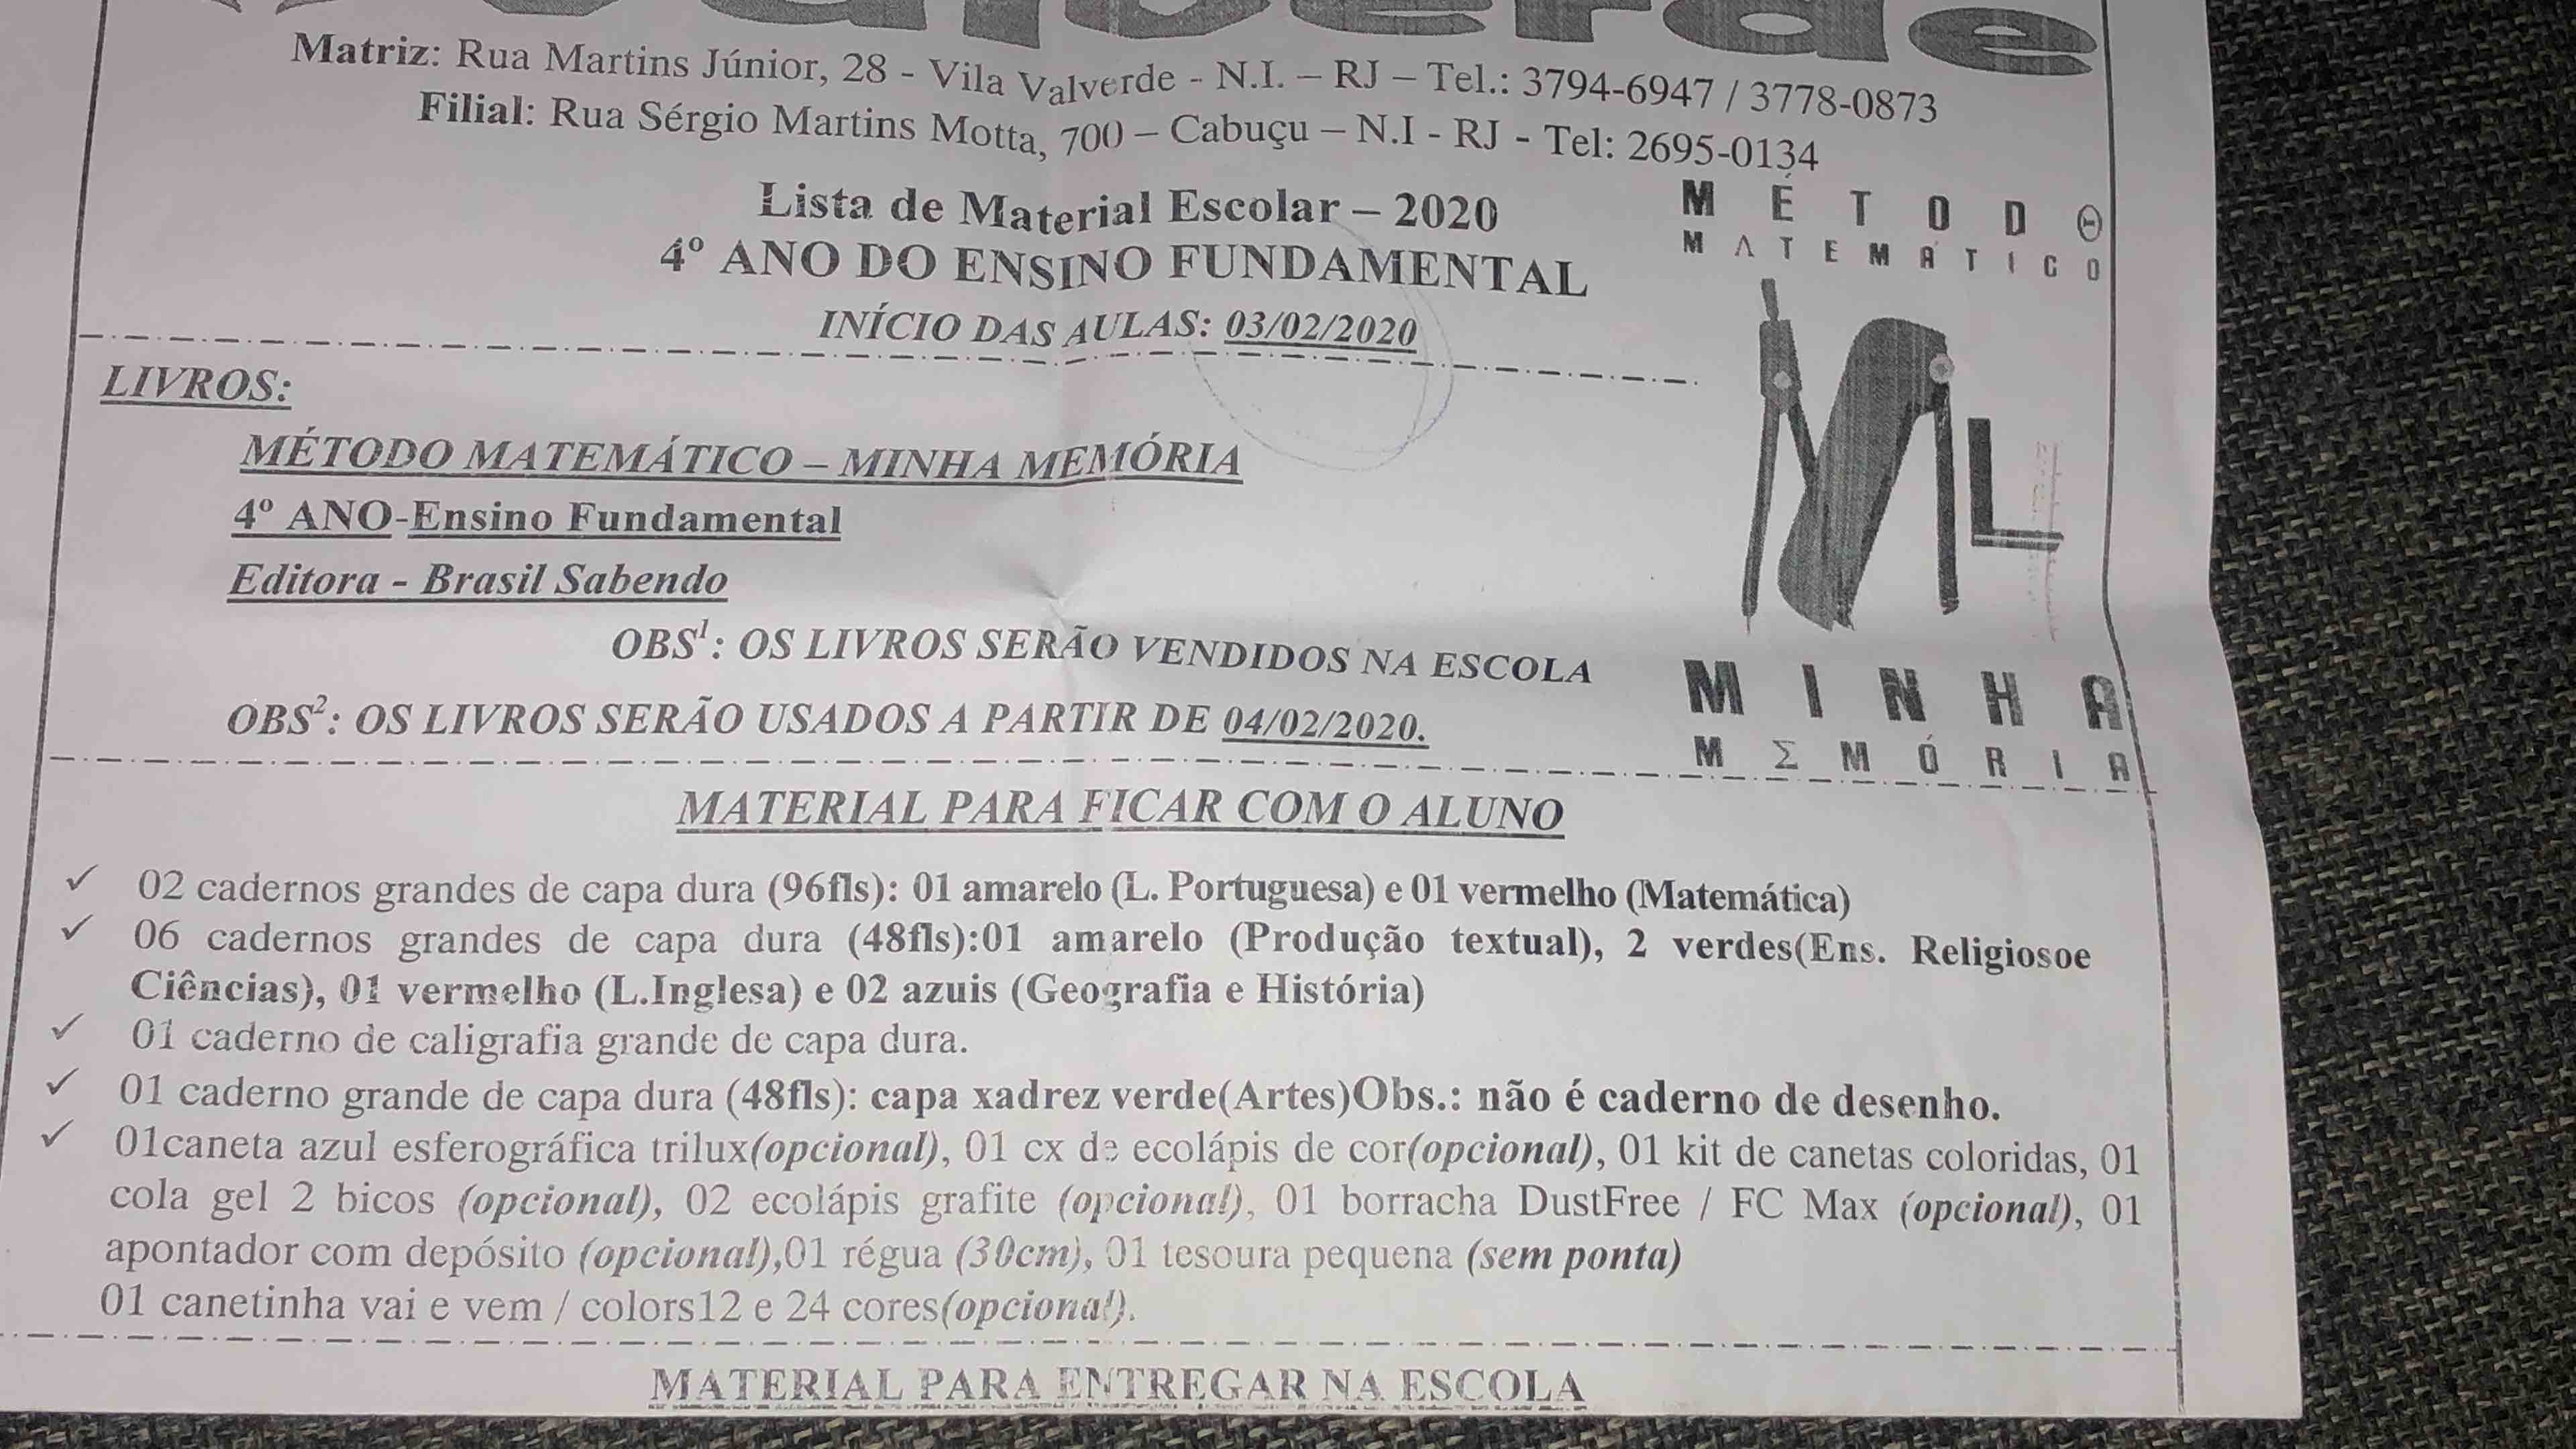 Matriz: Rua Martins Júnior, 28 - Vila Valverde - N.I. – RJ – Tel.: 3794-6947 / 3778-0873
Filial: Rua Sérgio Martins Motta, 700 – Cabuçu – N.I - RJ - Tel: 2695-0134
Lista de Material Escolar – 2020
4º ANO DO ENSINO FUNDAMENTAL
INÍCIO DAS AULAS: 03/02/2020
MÉTODO
MATEMÁTICO
LIVROS:
MÉTODO MATEMÁTICO – MINHA MEMÓRIA
4º ANO-Ensino Fundamental
Editora - Brasil Sabendo
OBS¹: OS LIVROS SERÃO VENDIDOS NA ESCOLA
OBS²: OS LIVROS SERÃO USADOS A PARTIR DE 04/02/2020.
MINHA
MΣMÓRIA
MATERIAL PARA FICAR COM O ALUNO
✓ 02 cadernos grandes de capa dura (96fls): 01 amarelo (L. Portuguesa) e 01 vermelho (Matemática)
✓ 06 cadernos grandes de capa dura (48fls):01 amarelo (Produção textual), 2 verdes(Ens. Religiosoe
Ciências), 01 vermelho (L.Inglesa) e 02 azuis (Geografia e História)
✓ 01 caderno de caligrafia grande de capa dura.
✓ 01 caderno grande de capa dura (48fls): capa xadrez verde(Artes)Obs.: não é caderno de desenho.
✓ 01caneta azul esferográfica trilux(opcional), 01 cx de ecolápis de cor(opcional), 01 kit de canetas coloridas, 01
cola gel 2 bicos (opcional), 02 ecolápis grafite (opcional), 01 borracha DustFree / FC Max (opcional), 01
apontador com depósito (opcional),01 régua (30cm), 01 tesoura pequena (sem ponta)
01 canetinha vai e vem / colors12 e 24 cores(opcional).
MATERIAL PARA ENTREGAR NA ESCOLA